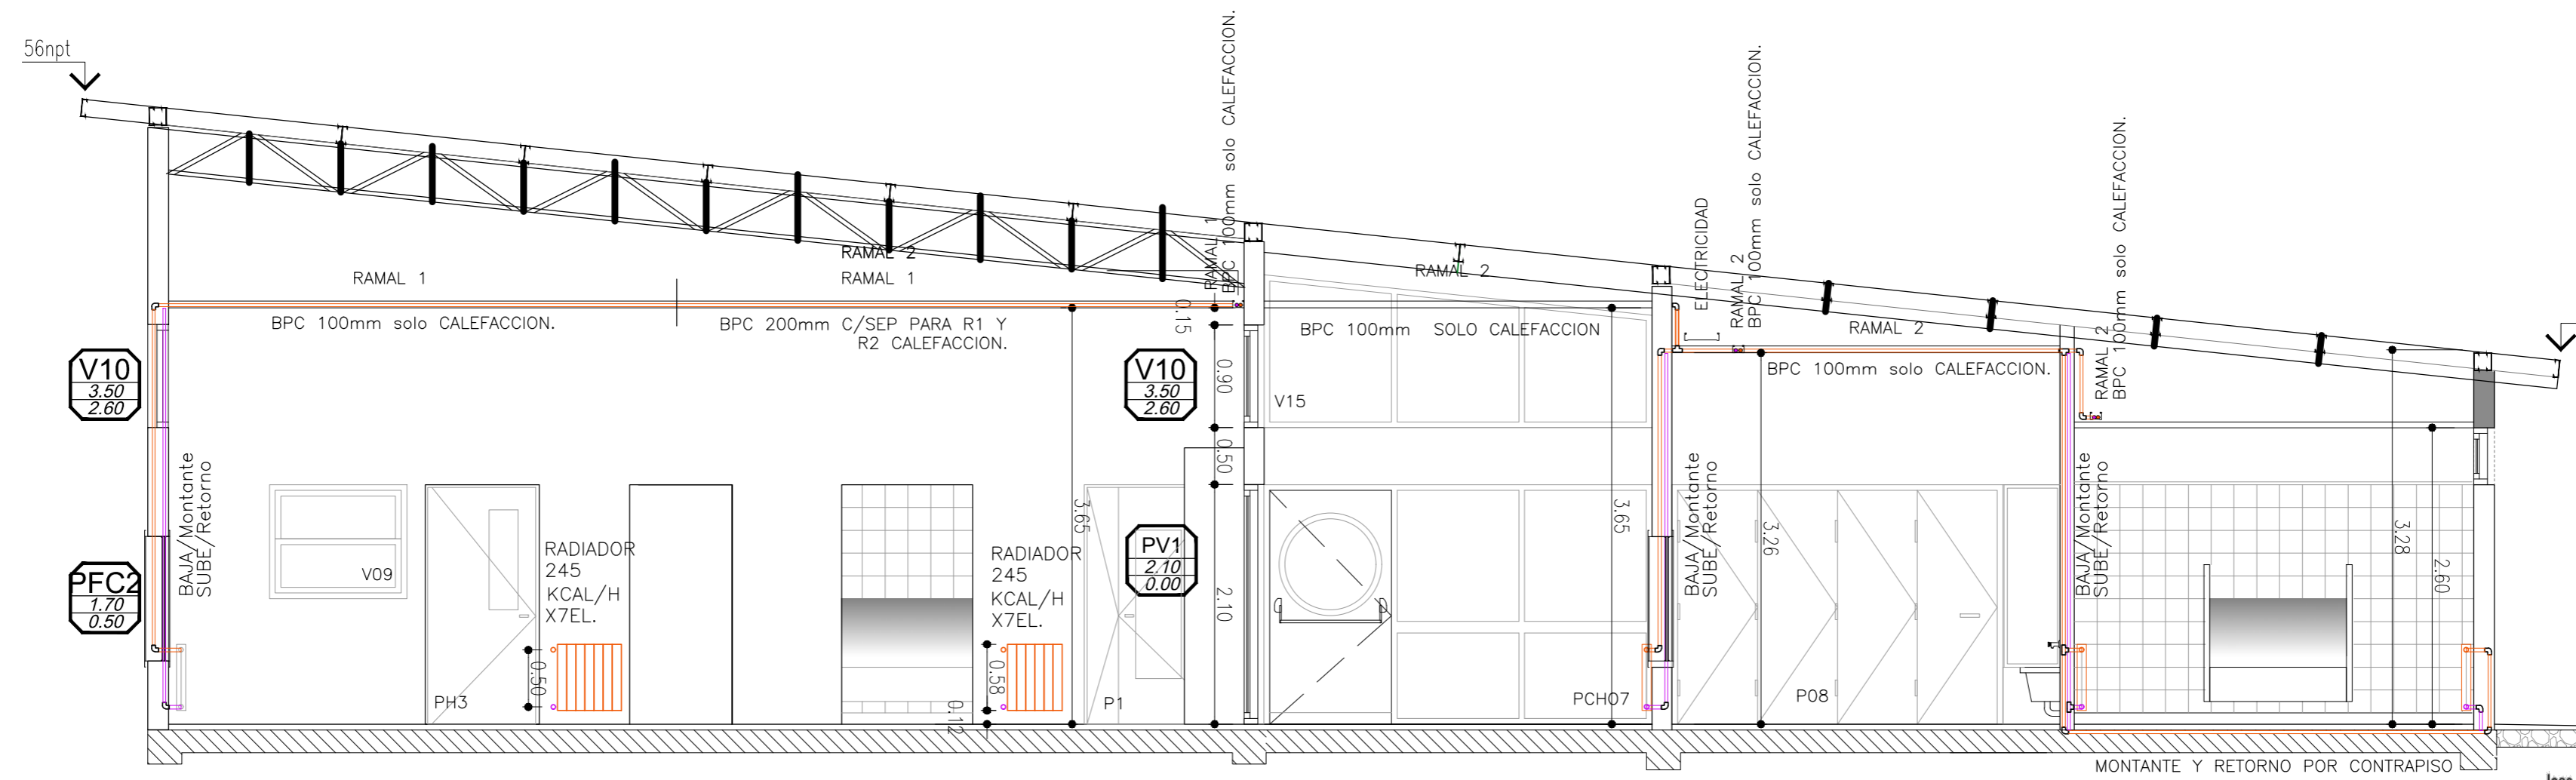 56npt
RAMAL 1
RAMAL 2
RAMAL 1
BPC 100mm solo CALEFACCION.
BPC 200mm C/SEP PARA R1 Y
R2 CALEFACCION.
RAMAL 1
BPC 100mm solo CALEFACCION.
0.15
V10
3.50
2.60
V10
3.50
2.60
0.90
0.50
2.10
PFC2
1.70
0.50
PV1
2.10
0.00
BAJA/Montante
SUBE/Retorno
V09
PH3
RADIADOR
245
KCAL/H
X7EL.
0.50
RADIADOR
245
KCAL/H
X7EL.
0.58
0.12
3.65
P1
RAMAL 2
BPC 100mm SOLO CALEFACCION
V15
3.65
PCH07
ELECTRICIDAD
RAMAL 2
BPC 100mm solo CALEFACCION.
RAMAL 2
BPC 100mm solo CALEFACCION.
BAJA/Montante
SUBE/Retorno
3.26
P08
RAMAL 2
BPC 100mm solo CALEFACCION.
BAJA/Montante
SUBE/Retorno
3.28
2.60
MONTANTE Y RETORNO POR CONTRAPISO